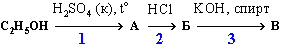 C₂H₅OH —H₂SO₄ (к), t°→ А —HCl→ Б —KOH, спирт→ В
1 2 3